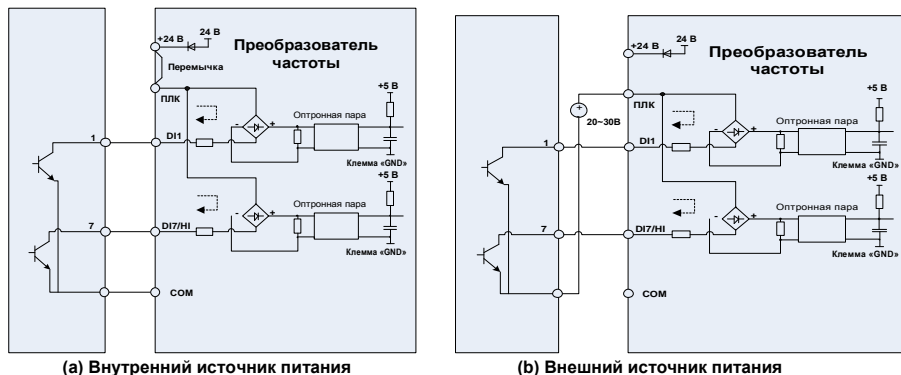 +24 В
24 В
Преобразователь
частоты
Перемычка
ПЛК
+5 В
Оптронная пара
1
DI1
-
+
Клемма «GND»
+5 В
Оптронная пара
7
DI7/HI
-
+
Клемма «GND»
COM
(a) Внутренний источник питания
+24 В
24 В
Преобразователь
частоты
+
ПЛК
20~30В
+5 В
Оптронная пара
1
DI1
-
+
Клемма «GND»
+5 В
Оптронная пара
7
DI7/HI
-
+
Клемма «GND»
COM
(b) Внешний источник питания